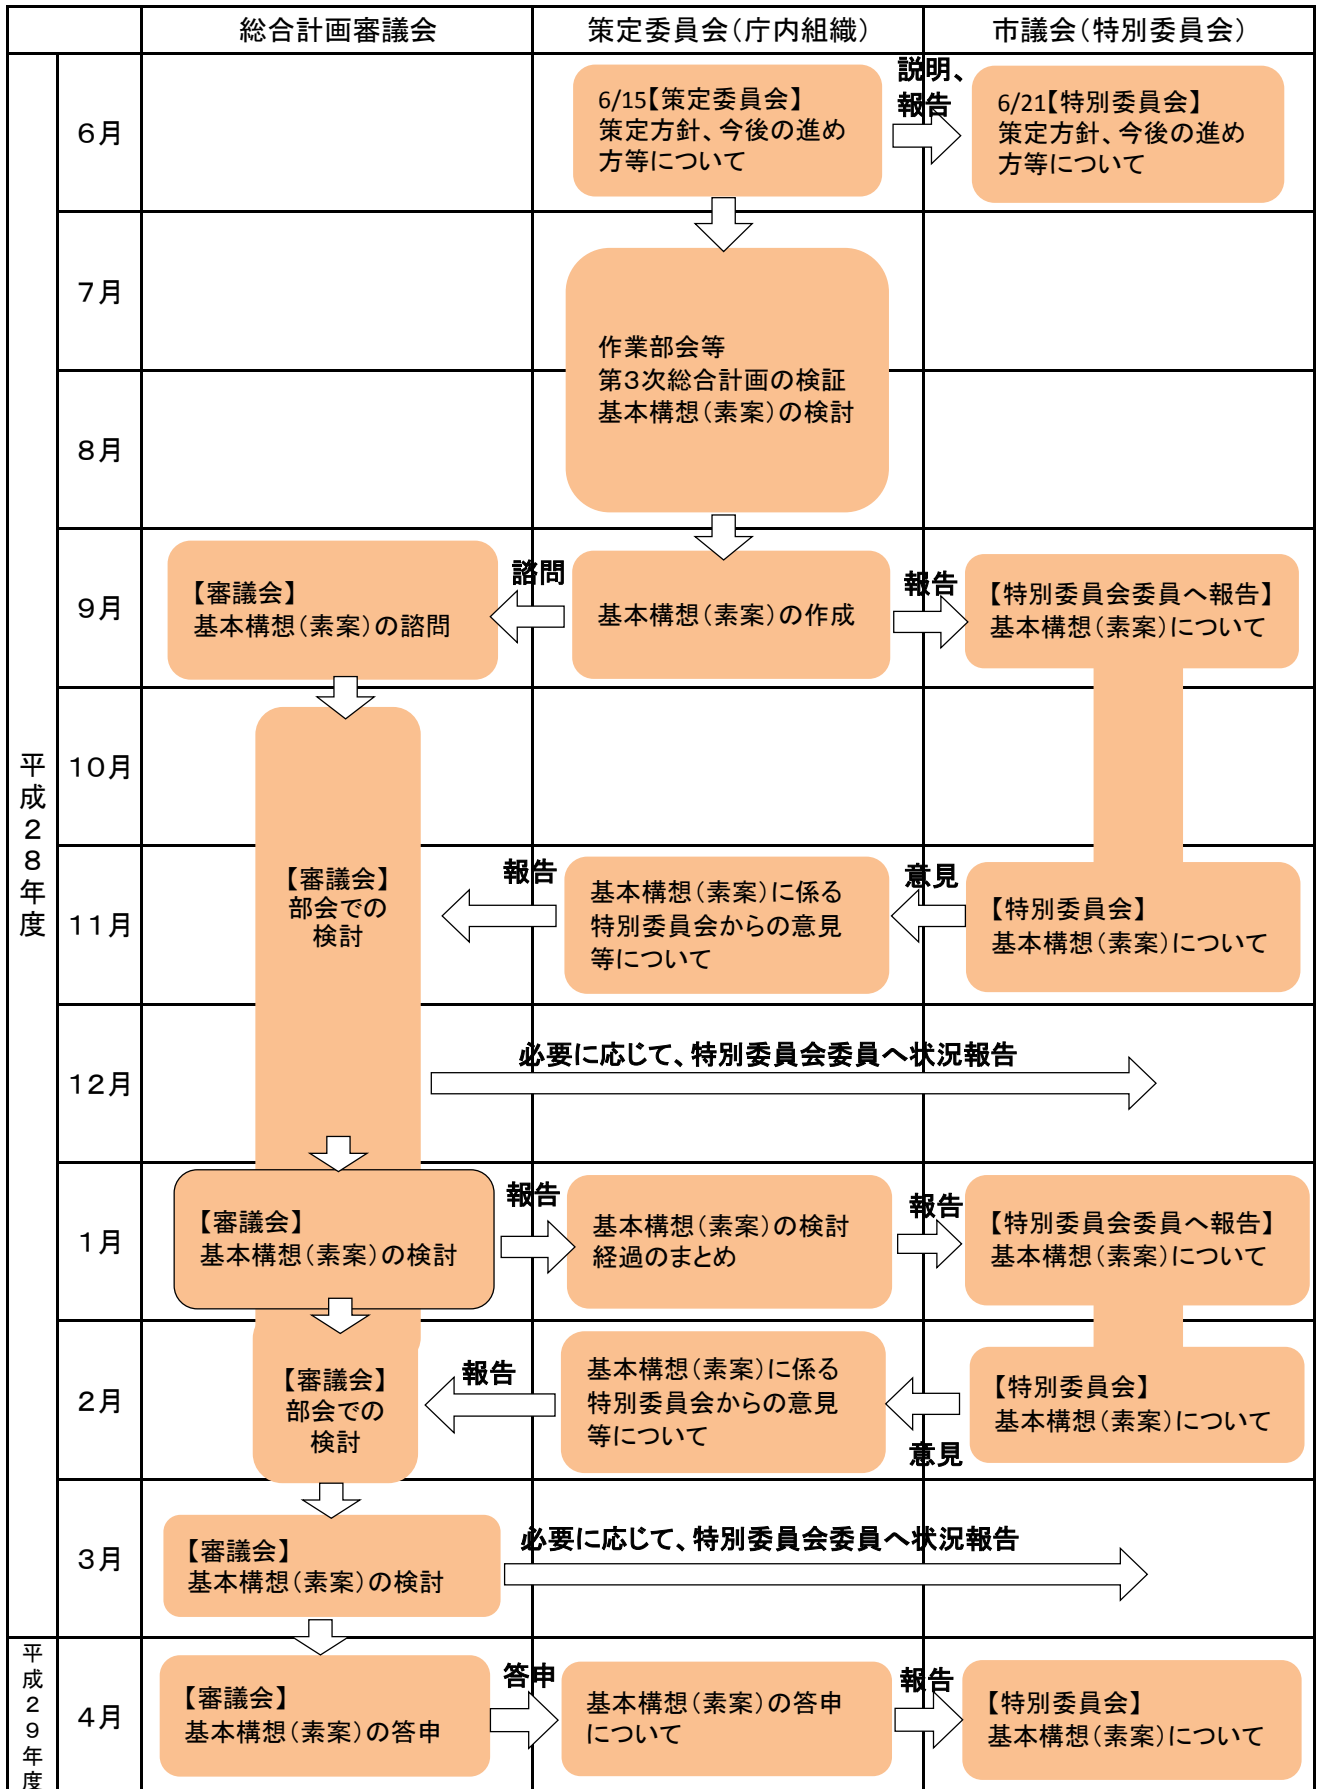 総合計画審議会
策定委員会（庁内組織）
市議会（特別委員会）
平成28年度
6月
6/15【策定委員会】
策定方針、今後の進め
方等について
説明、
報告
6/21【特別委員会】
策定方針、今後の進め
方等について
7月
作業部会等
第3次総合計画の検証
基本構想（素案）の検討
8月
9月
【審議会】
基本構想（素案）の諮問
諮問
基本構想（素案）の作成
報告
【特別委員会委員へ報告】
基本構想（素案）について
10月
11月
【審議会】
部会での
検討
報告
基本構想（素案）に係る
特別委員会からの意見
等について
意見
【特別委員会】
基本構想（素案）について
12月
必要に応じて、特別委員会委員へ状況報告
1月
【審議会】
基本構想（素案）の検討
報告
基本構想（素案）の検討
経過のまとめ
報告
【特別委員会委員へ報告】
基本構想（素案）について
2月
【審議会】
部会での
検討
報告
基本構想（素案）に係る
特別委員会からの意見
等について
意見
【特別委員会】
基本構想（素案）について
3月
【審議会】
基本構想（素案）の検討
必要に応じて、特別委員会委員へ状況報告
平成29年度
4月
【審議会】
基本構想（素案）の答申
答申
基本構想（素案）の答申
について
報告
【特別委員会】
基本構想（素案）について